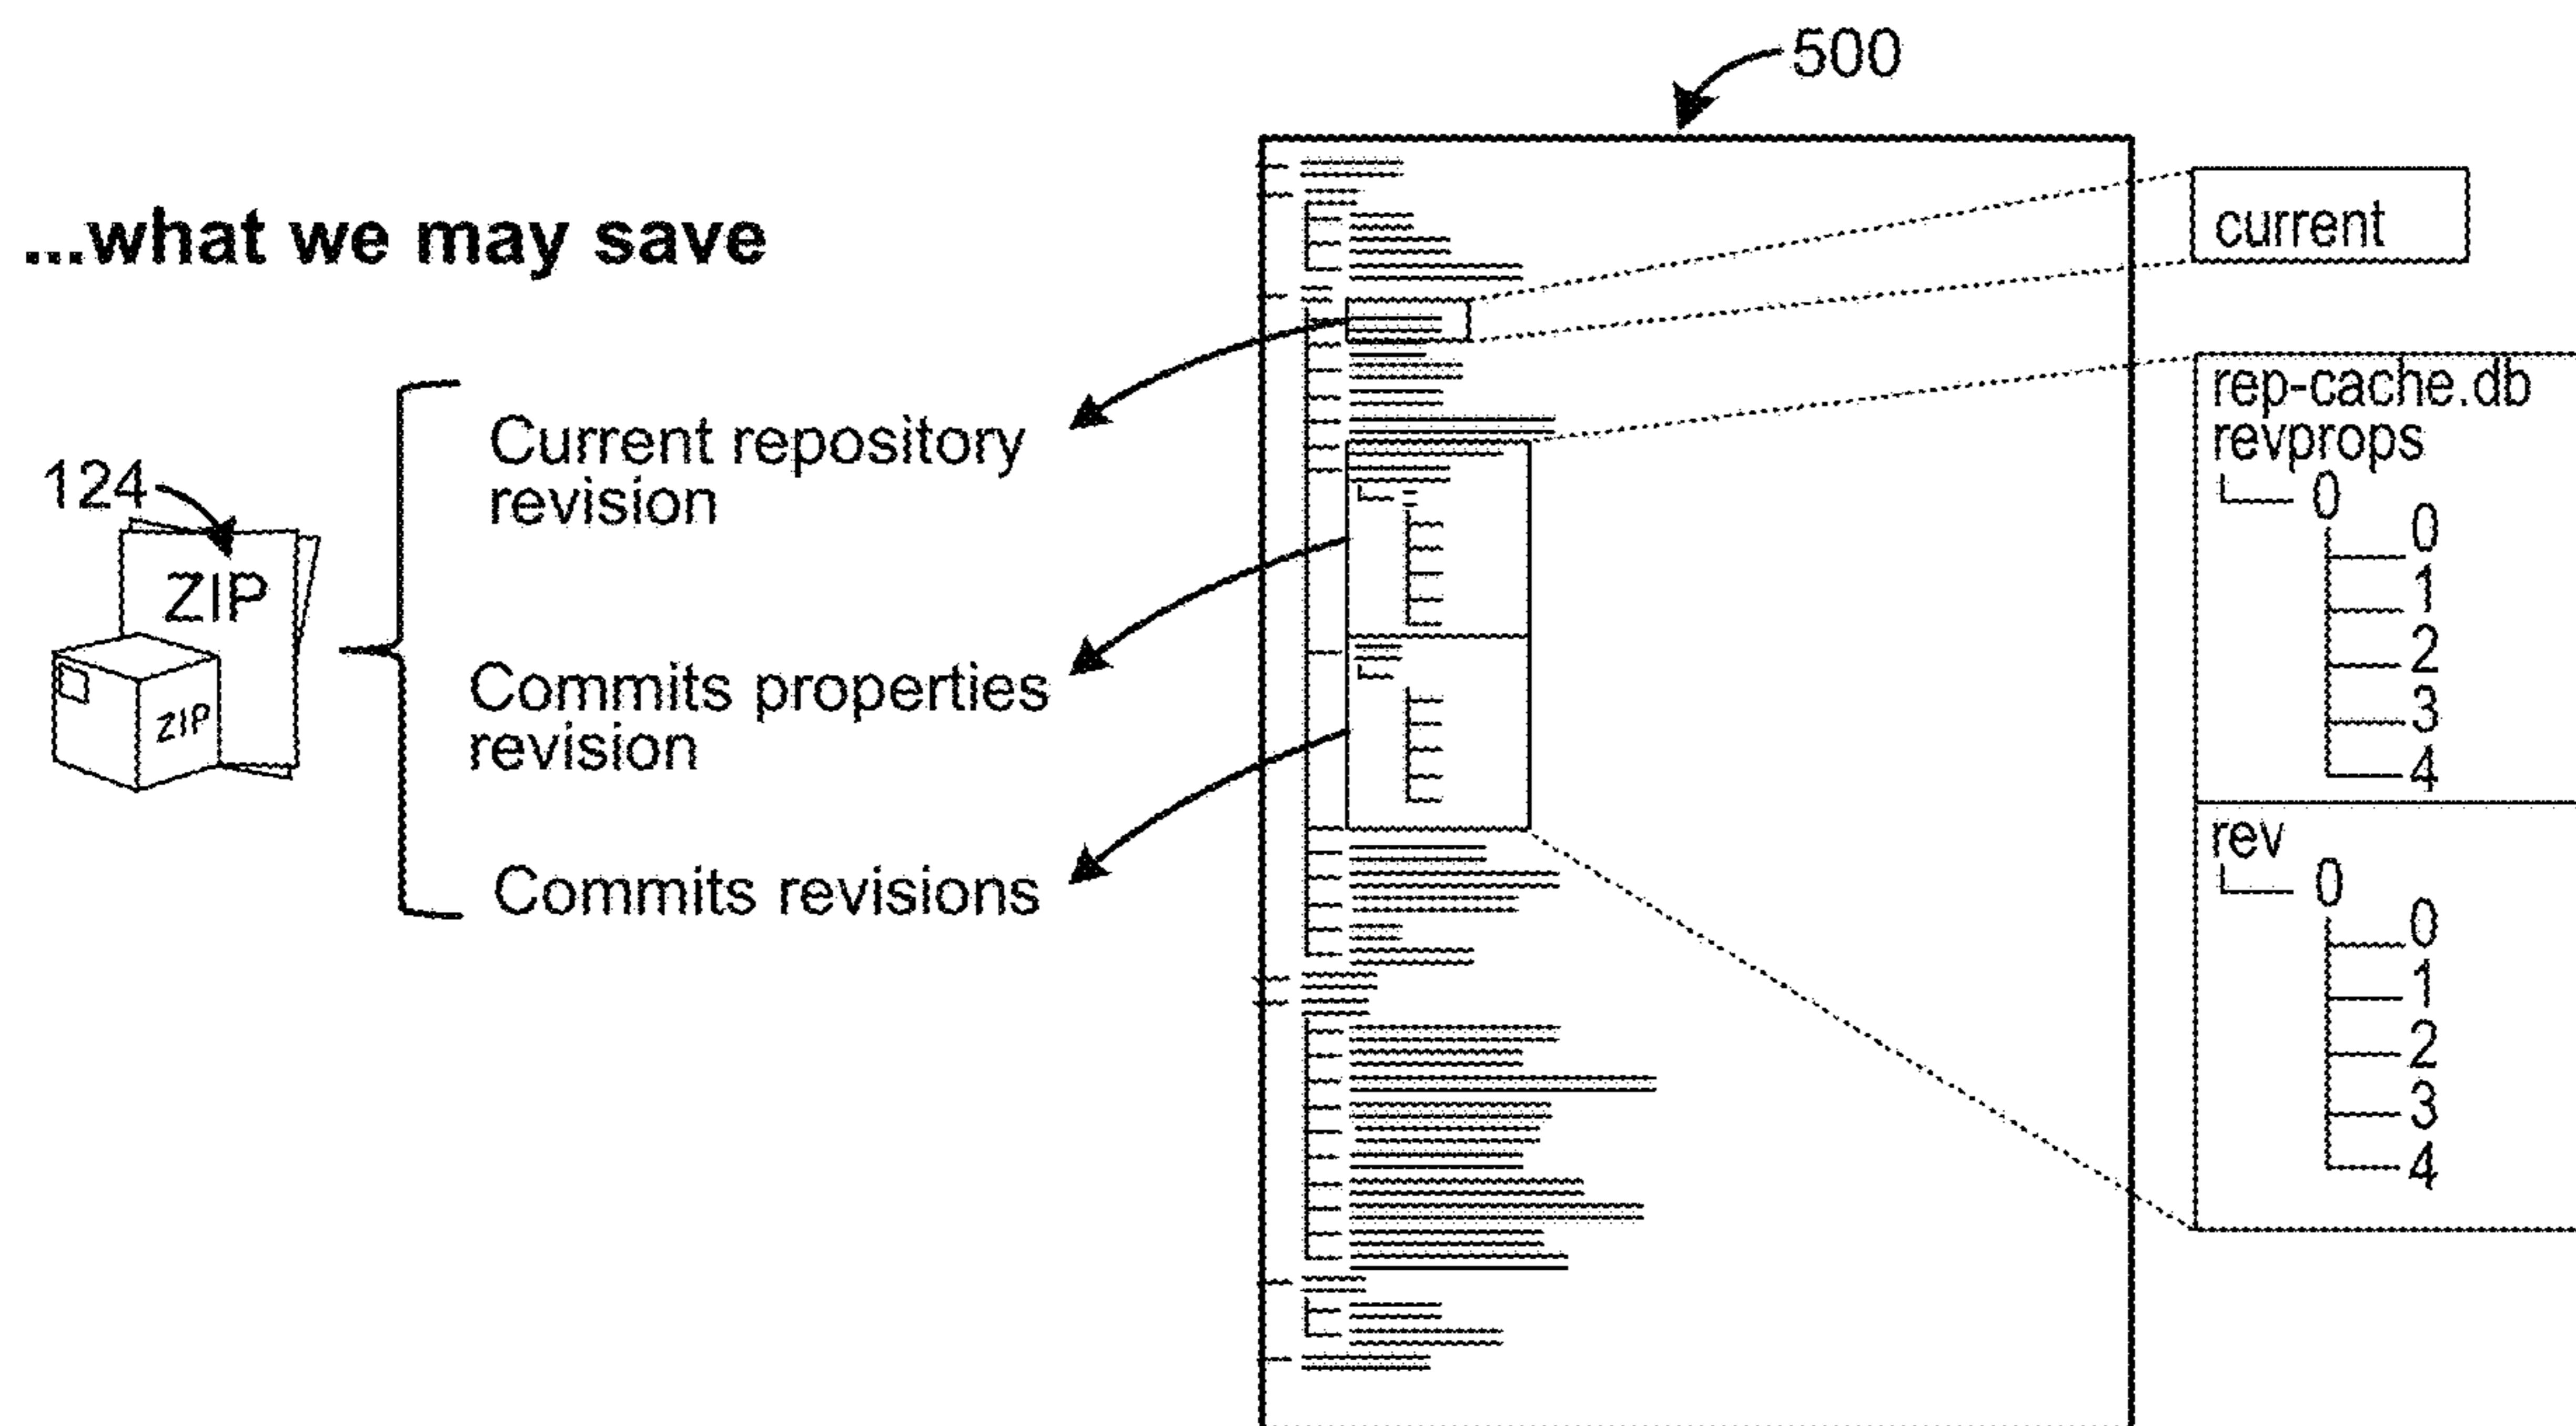 500
...what we may save
current
Current repository
revision
124
ZIP
ZIP
Commits properties
revision
Commits revisions
rep-cache.db
revprops
0
0
1
2
3
4
rev
0
0
1
2
3
4